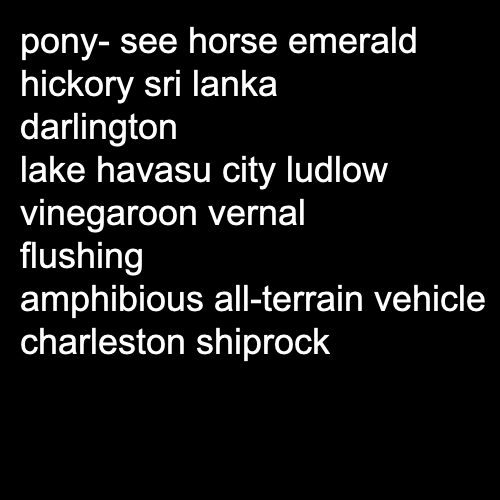 pony- see horse emerald
hickory sri lanka
darlington
lake havasu city ludlow
vinegaroon vernal
flushing
amphibious all-terrain vehicle
charleston shiprock